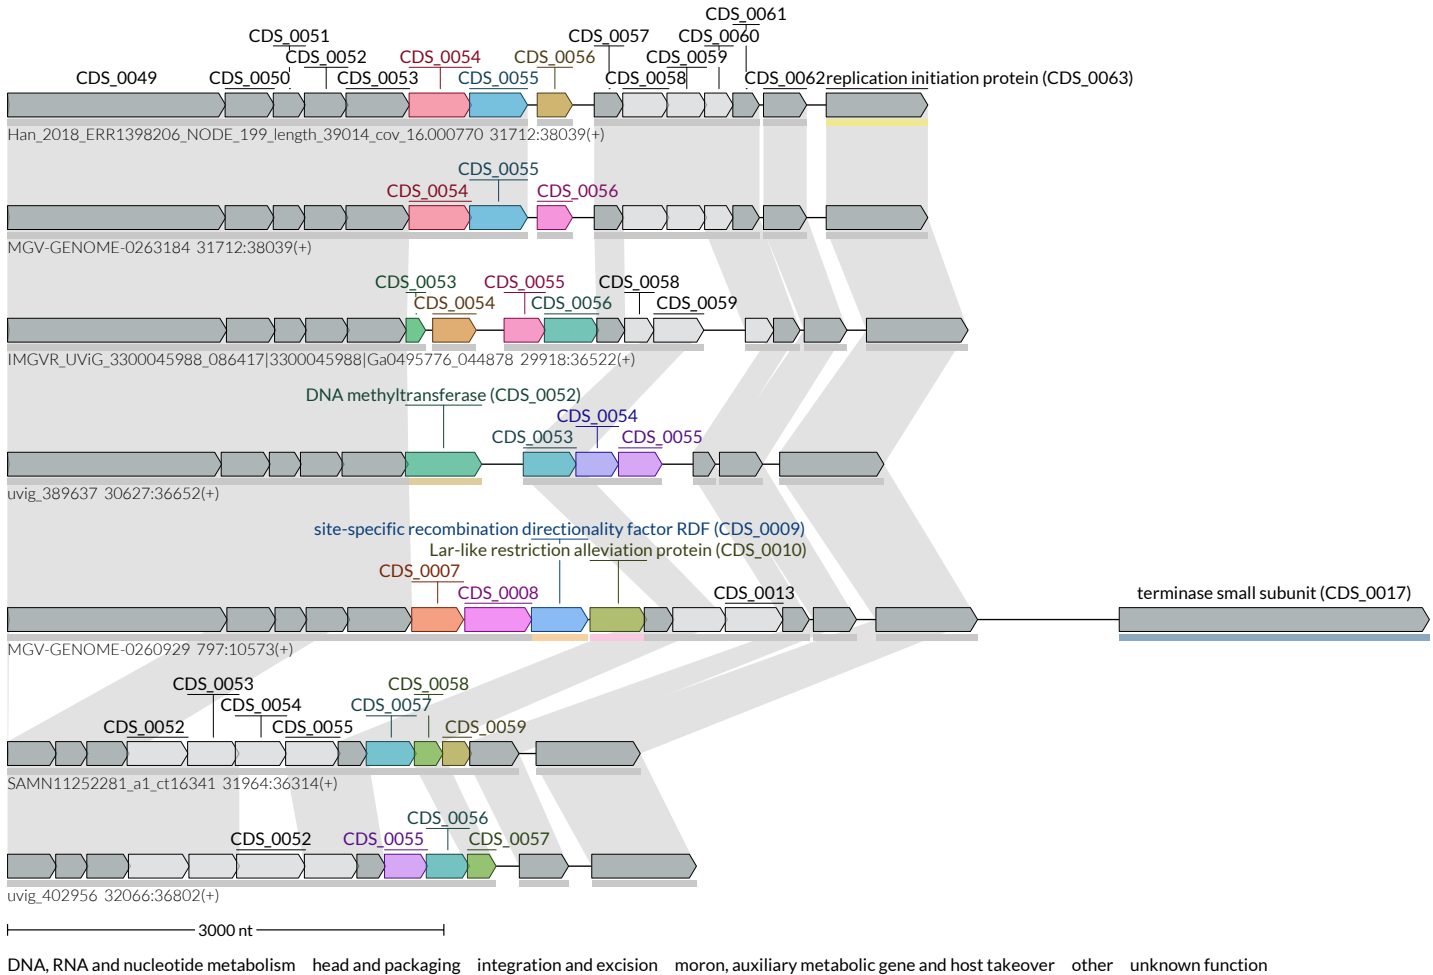 CDS_0061
CDS_0051 CDS_0057 CDS_0060
CDS_0052 CDS_0054 CDS_0056 CDS_0059
CDS_0049 CDS_0050 CDS_0053 CDS_0055 CDS_0058 CDS_0062 replication initiation protein (CDS_0063)
Han_2018_ERR1398206_NODE_199_length_39014_cov_16.000770 31712:38039(+)
CDS_0055
CDS_0054 CDS_0056
MGV-GENOME-0263184 31712:38039(+)
CDS_0053 CDS_0055 CDS_0058
CDS_0054 CDS_0056 CDS_0059
IMGVR_UViG_3300045988_086417|3300045988|Ga0495776_044878 29918:36522(+)
DNA methyltransferase (CDS_0052)
CDS_0054
CDS_0053 CDS_0055
uvig_389637 30627:36652(+)
site-specific recombination directionality factor RDF (CDS_0009)
Lar-like restriction alleviation protein (CDS_0010)
CDS_0007
CDS_0008 CDS_0013 terminase small subunit (CDS_0017)
MGV-GENOME-0260929 797:10573(+)
CDS_0053 CDS_0058
CDS_0054 CDS_0057
CDS_0052 CDS_0055 CDS_0059
SAMN11252281_a1_ct16341 31964:36314(+)
CDS_0056
CDS_0052 CDS_0055 CDS_0057
uvig_402956 32066:36802(+)
3000 nt
DNA, RNA and nucleotide metabolism head and packaging integration and excision moron, auxiliary metabolic gene and host takeover other unknown function